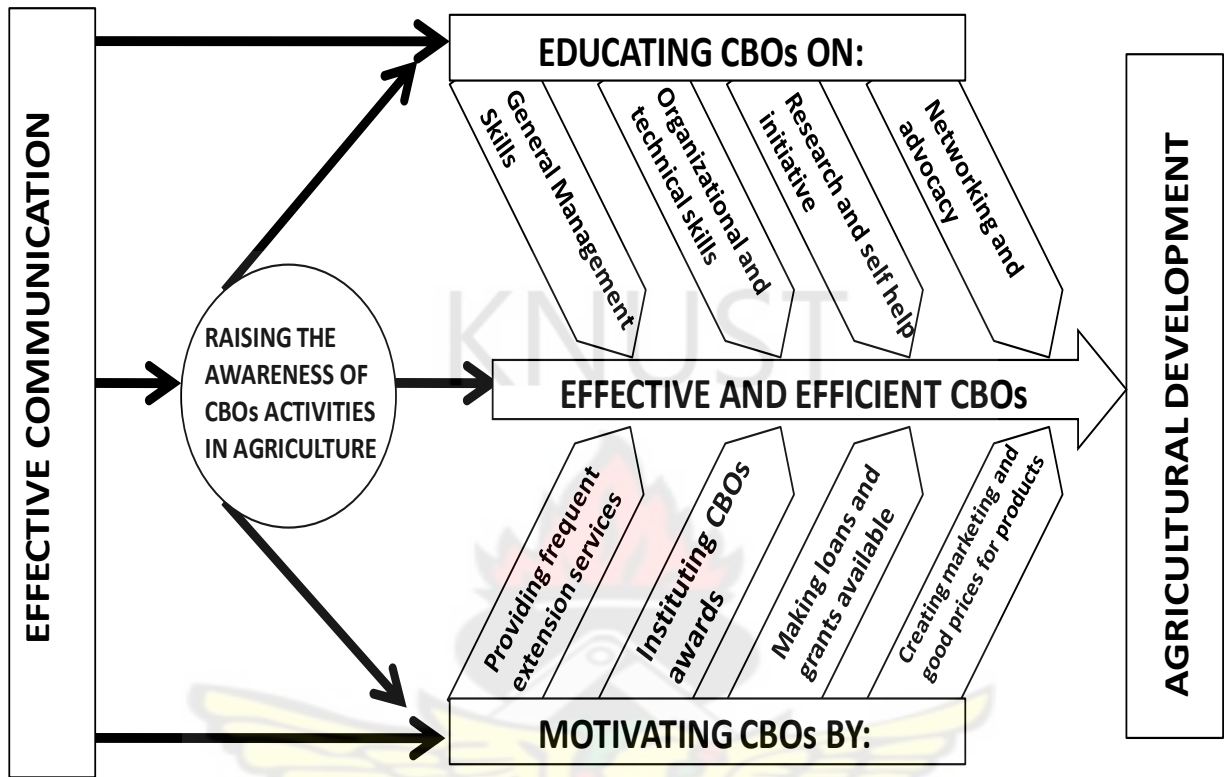 EFFECTIVE COMMUNICATION
EDUCATING CBOs ON:
General Management
Skills
Organizational and
technical skills
Research and self help
initiative
Networking and
advocacy
KNUST
RAISING THE
AWARENESS OF
CBOs ACTIVITIES
IN AGRICULTURE
EFFECTIVE AND EFFICIENT CBOs
Providing frequent
extension services
Instituting CBOs
awards
Making loans and
grants available
Creating marketing and
good prices for products
MOTIVATING CBOs BY:
AGRICULTURAL DEVELOPMENT